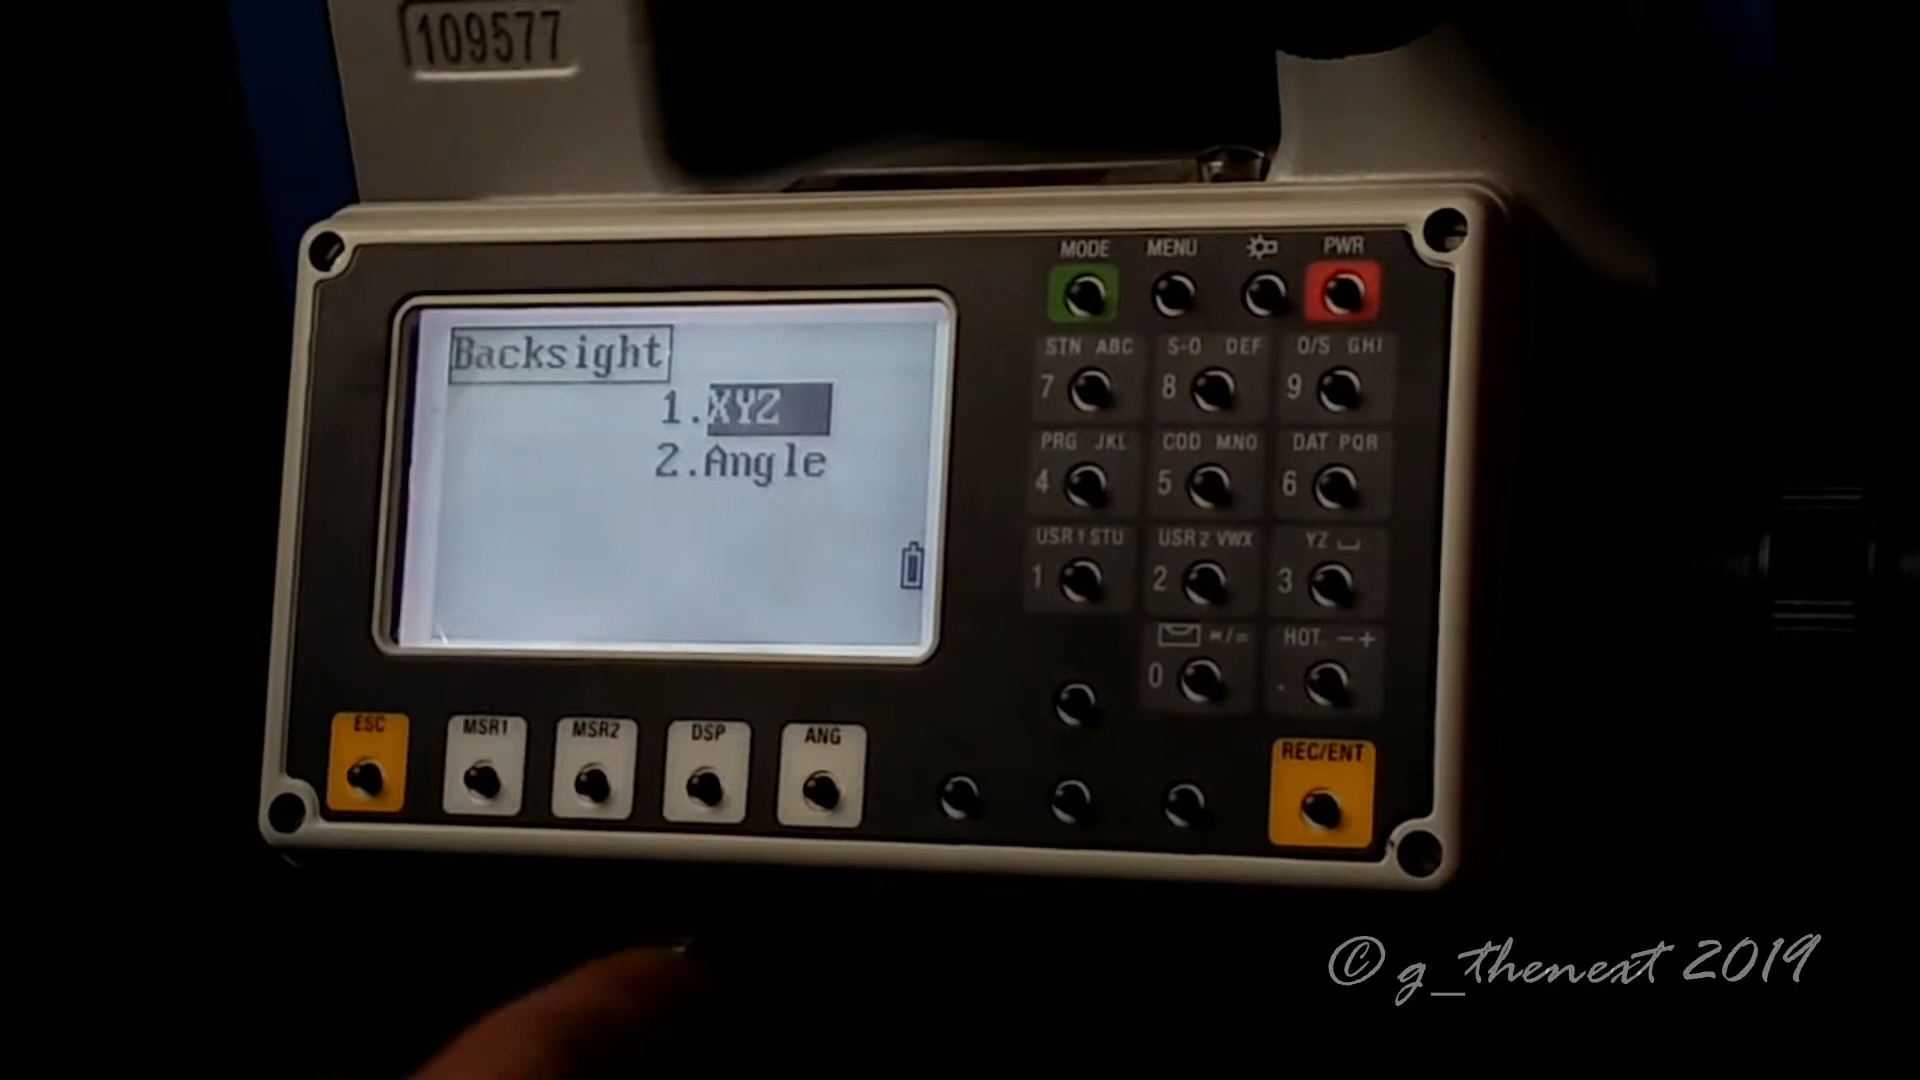 109577
Backsight
1.XYZ
2.Angle
MODE MENU PWR
STN ABC S-O DEF O/S GHI
7 8 9
PRG JKL COD MNO DAT PQR
4 5 6
USR1 STU USR2 VWX YZ
1 2 3
*/= HOT -+
0 .
ESC MSR1 MSR2 DSP ANG REC/ENT
© g_thenext 2019